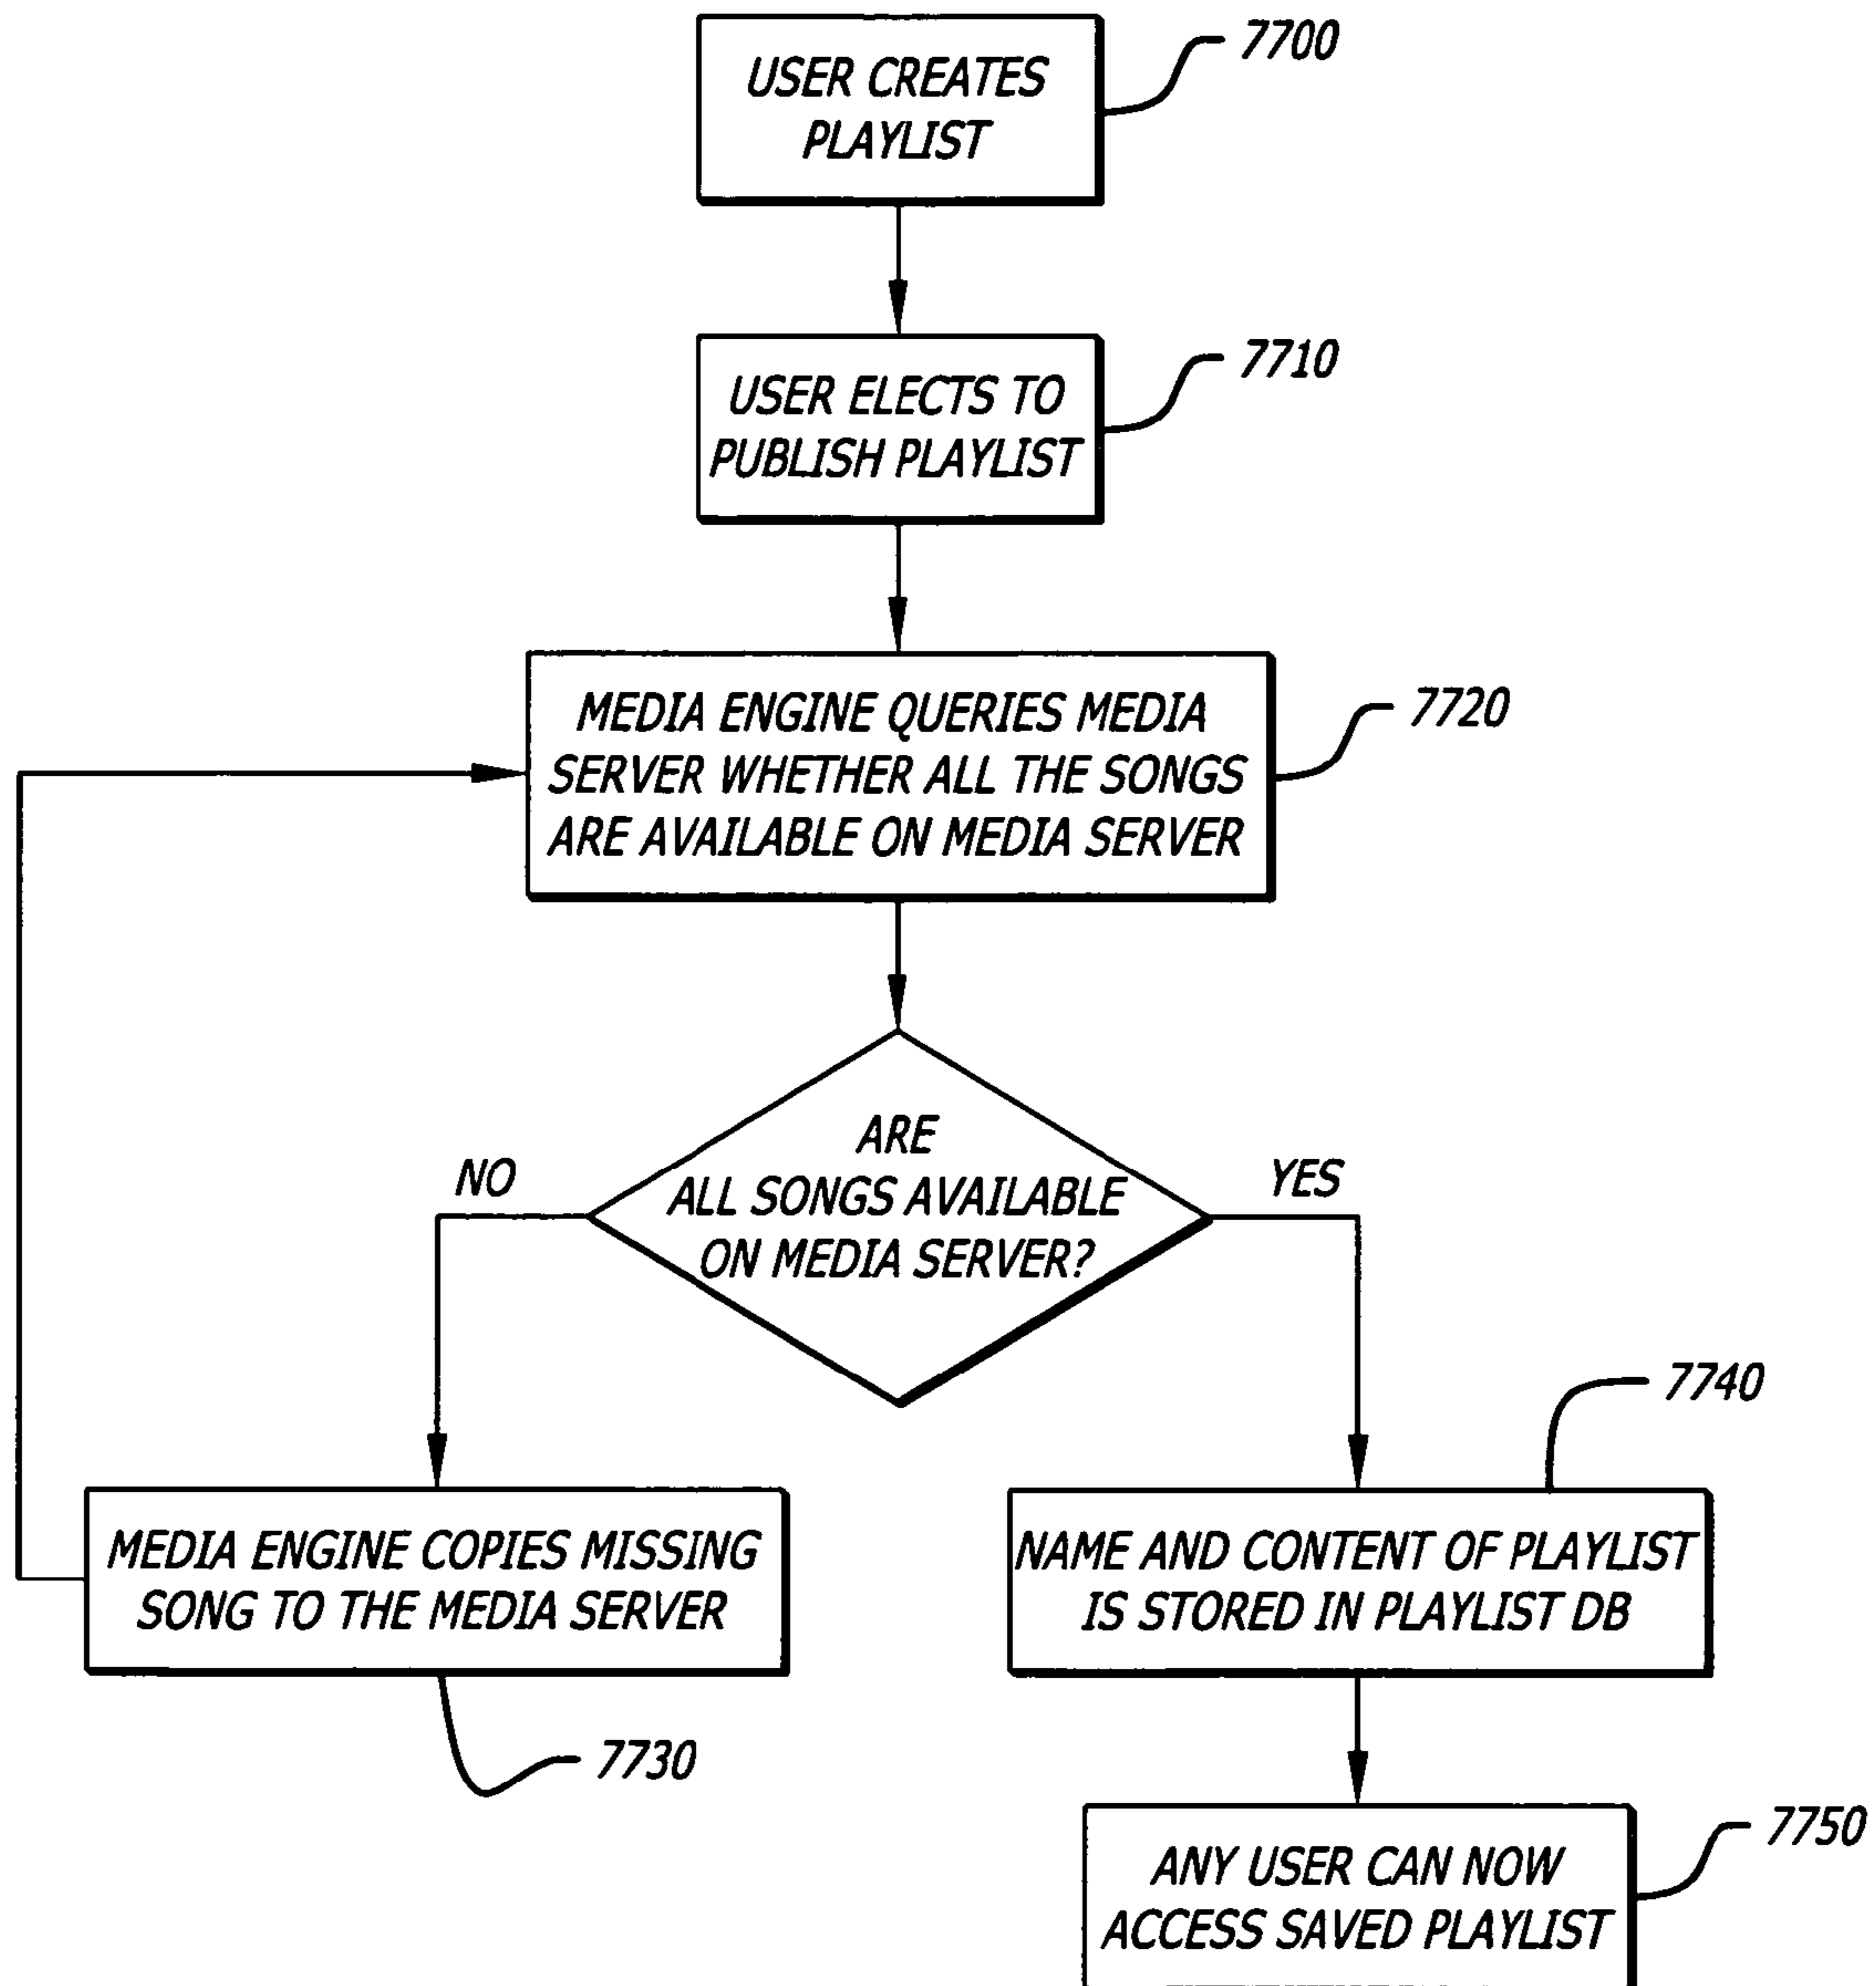 USER CREATES
PLAYLIST
7700
USER ELECTS TO
PUBLISH PLAYLIST
7710
MEDIA ENGINE QUERIES MEDIA
SERVER WHETHER ALL THE SONGS
ARE AVAILABLE ON MEDIA SERVER
7720
ARE
ALL SONGS AVAILABLE
ON MEDIA SERVER?
NO
YES
MEDIA ENGINE COPIES MISSING
SONG TO THE MEDIA SERVER
7730
7740
NAME AND CONTENT OF PLAYLIST
IS STORED IN PLAYLIST DB
ANY USER CAN NOW
ACCESS SAVED PLAYLIST
7750